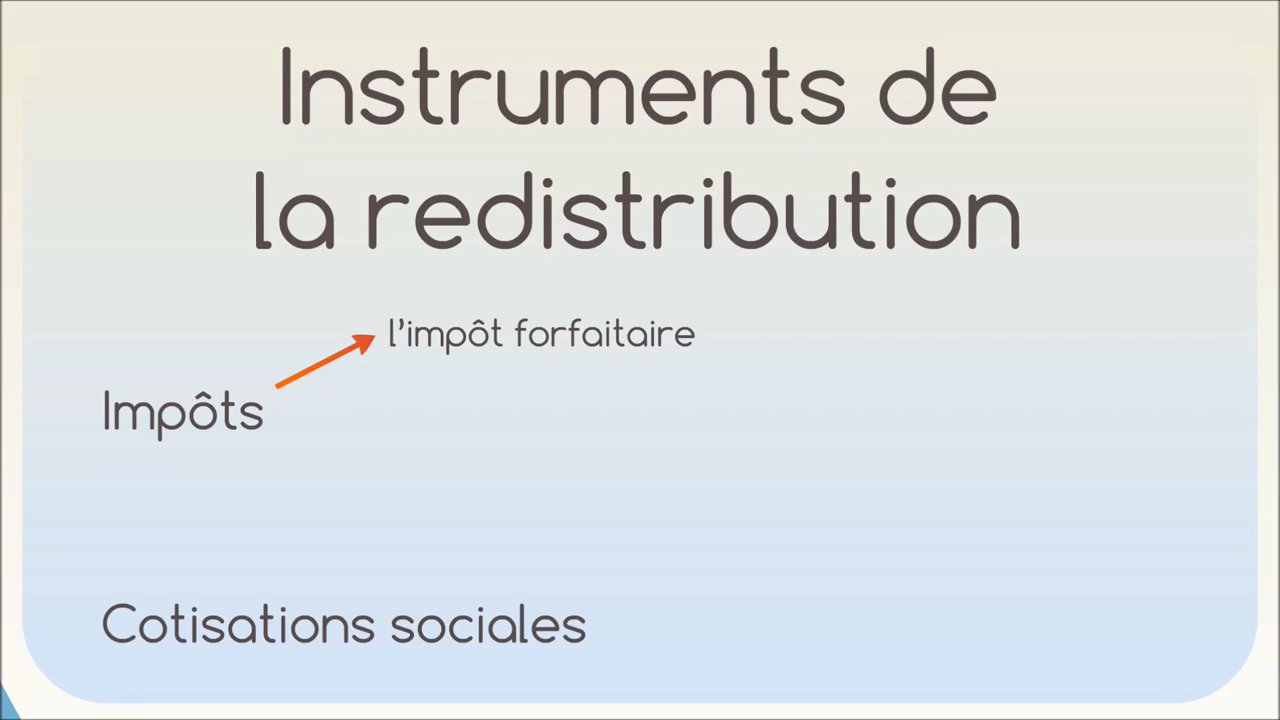 Instruments de
la redistribution
l’impôt forfaitaire
Impôts
Cotisations sociales